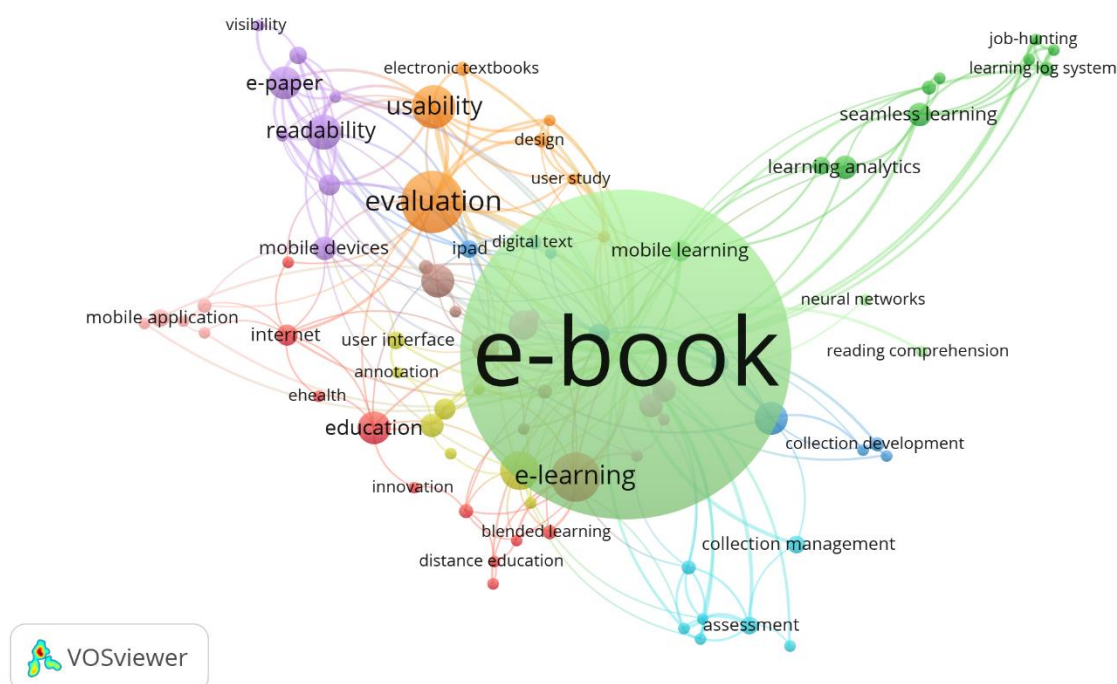 visibility
job-hunting
electronic textbooks
learning log system
e-paper
usability
seamless learning
readability
design
learning analytics
user study
evaluation
mobile devices
ipad
digital text
mobile learning
neural networks
mobile application
internet
user interface
e-book
reading comprehension
annotation
ehealth
education
collection development
e-learning
innovation
blended learning
collection management
distance education
assessment
VOSviewer